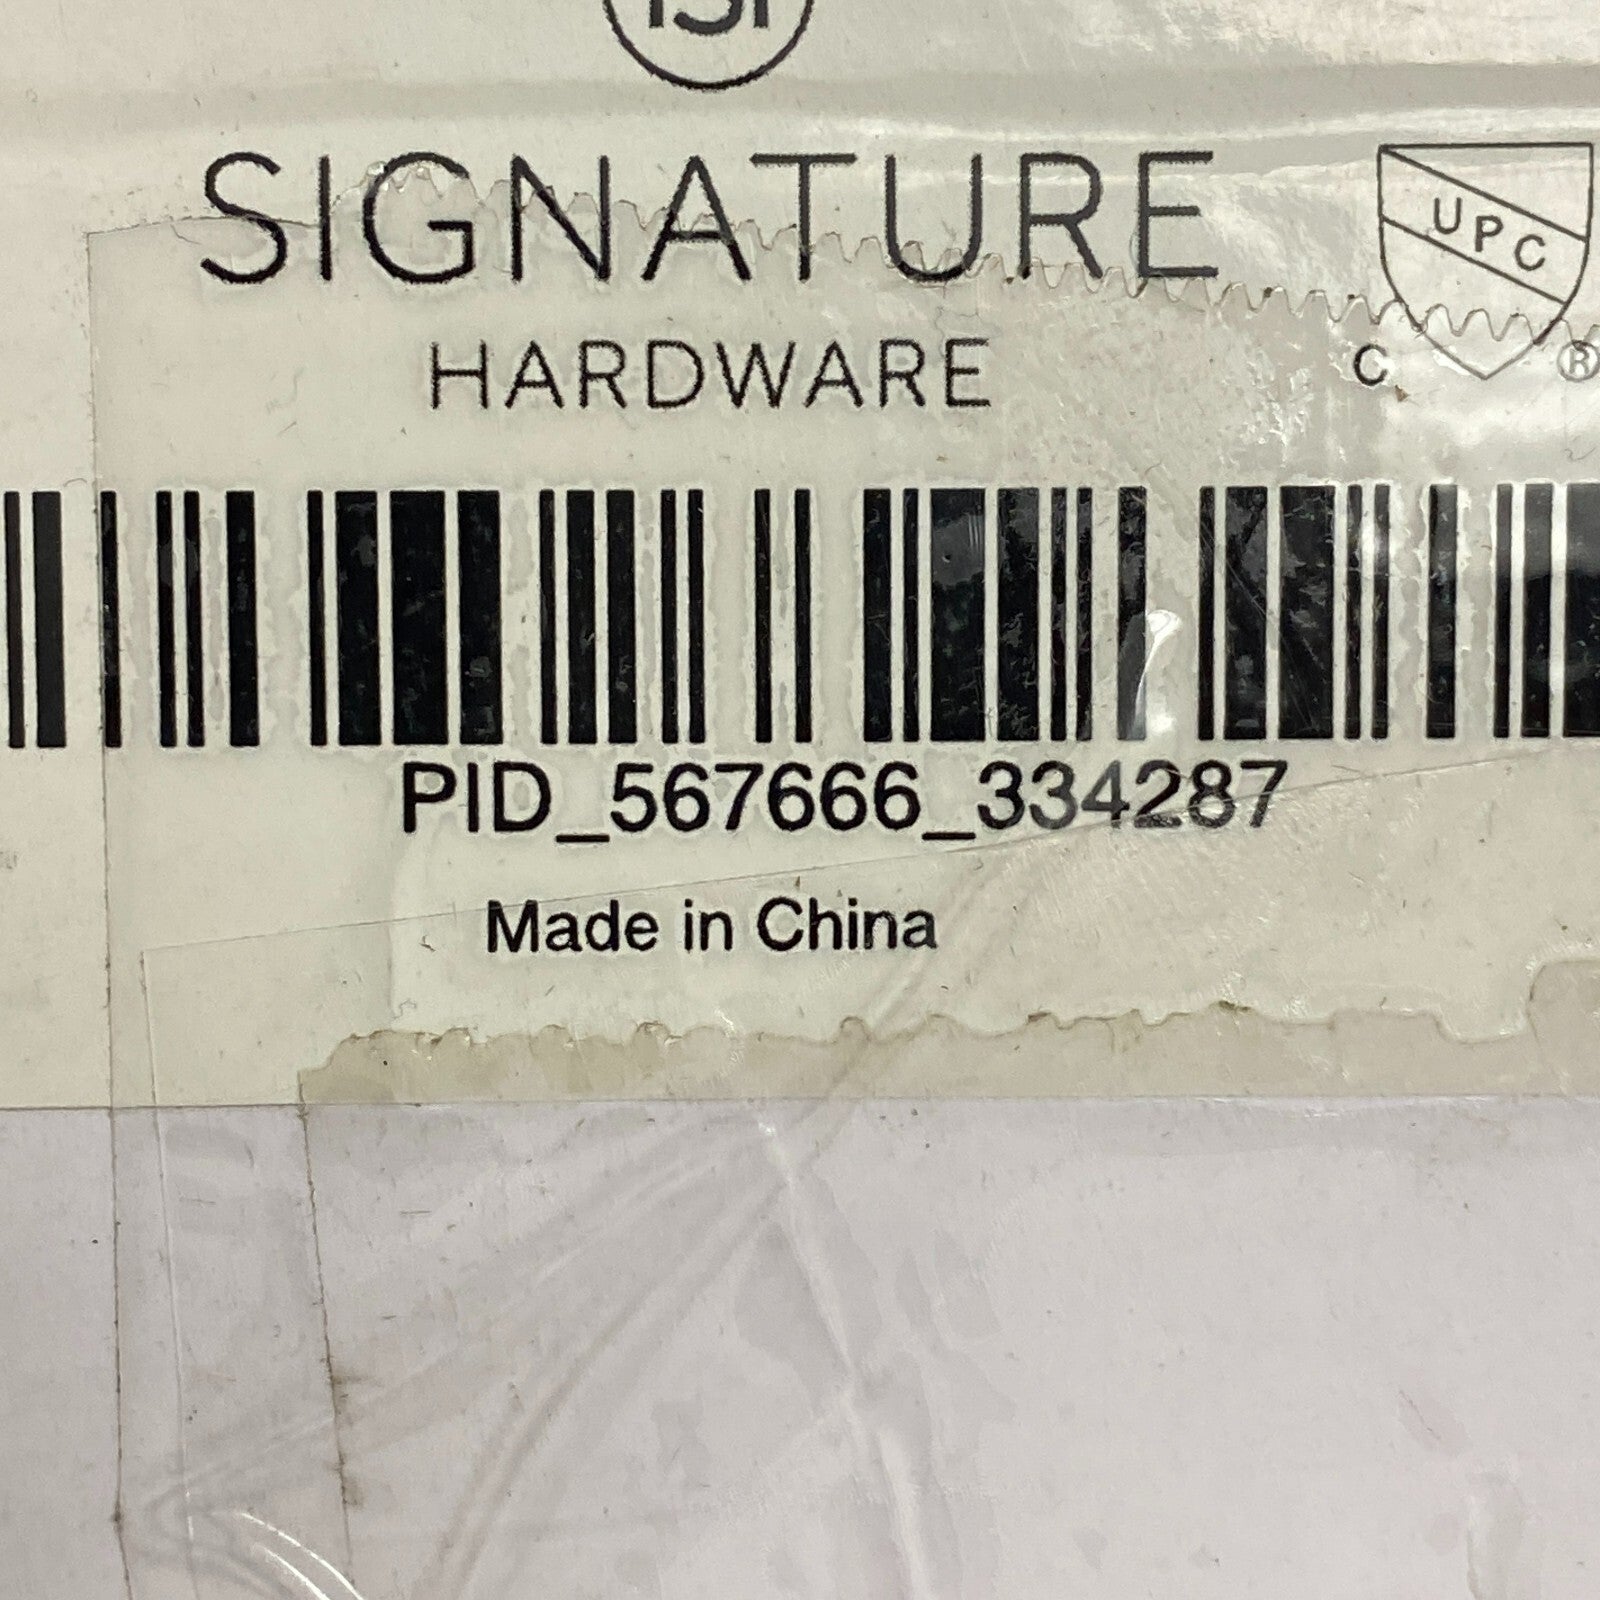 SIGNATURE
HARDWARE
UPC
C ®
PID_567666_334287
Made in China